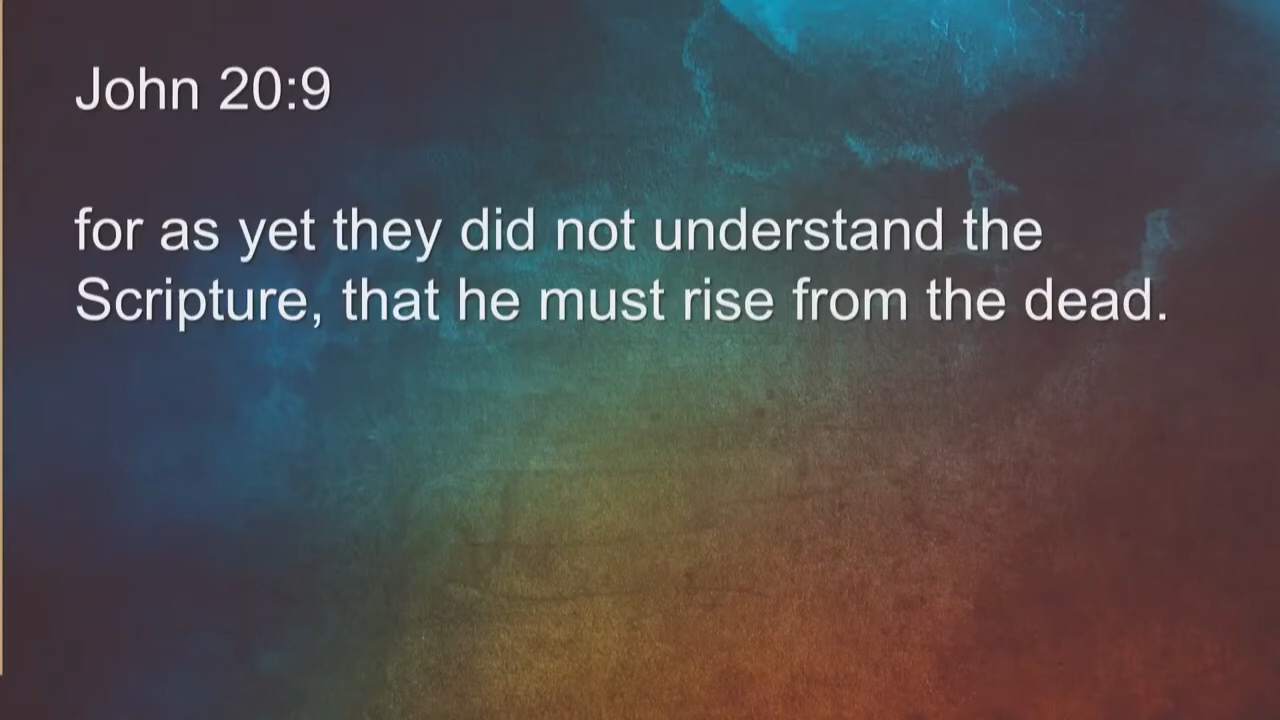 John 20:9
for as yet they did not understand the
Scripture, that he must rise from the dead.